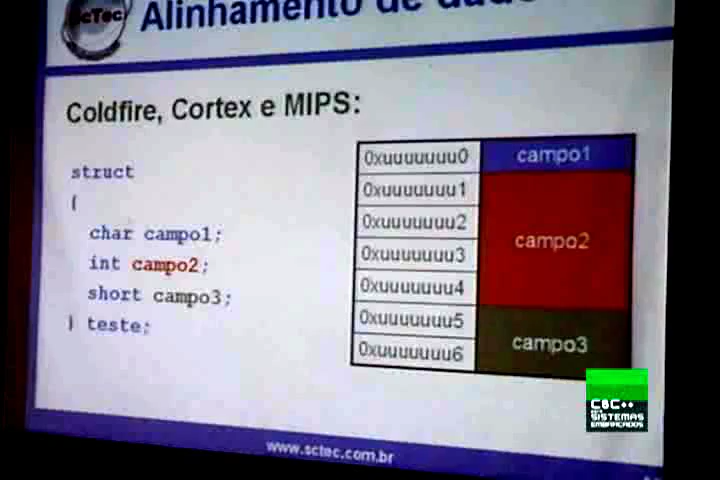 ScTec
Alinhamento de dado
Coldfire, Cortex e MIPS:
struct
{
char campo1;
int campo2;
short campo3;
} teste;
0xuuuuuuu0
0xuuuuuuu1
0xuuuuuuu2
0xuuuuuuu3
0xuuuuuuu4
0xuuuuuuu5
0xuuuuuuu6
campo1
campo2
campo3
www.sctec.com.br
C&C++
SISTEMAS
EMBARCADOS